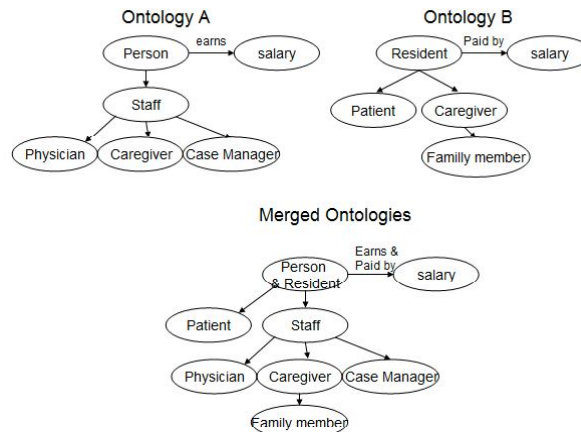 Ontology A
Ontology B
Person
earns
salary
Resident
Paid by
salary
Staff
Patient
Caregiver
Physician
Caregiver
Case Manager
Familly member
Merged Ontologies
Person
& Resident
Earns &
Paid by
salary
Patient
Staff
Physician
Caregiver
Case Manager
Family member